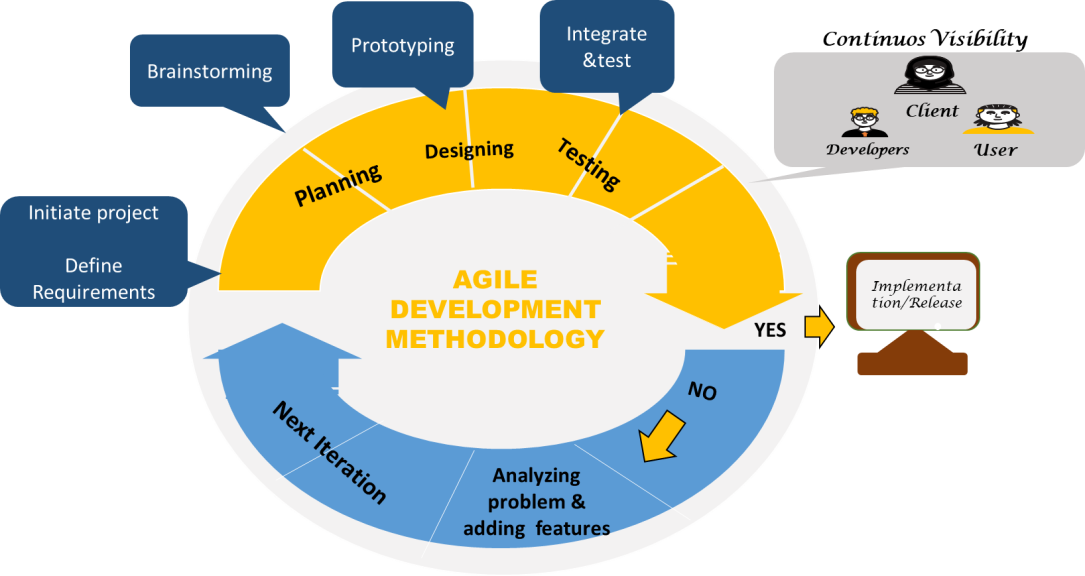 Brainstorming
Prototyping
Integrate
&test
Continuos Visibility
Client
Developers
User
Initiate project
Define
Requirements
Planning
Designing
Testing
AGILE
DEVELOPMENT
METHODOLOGY
YES
Implementa
tion/Release
NO
Next Iteration
Analyzing
problem &
adding features